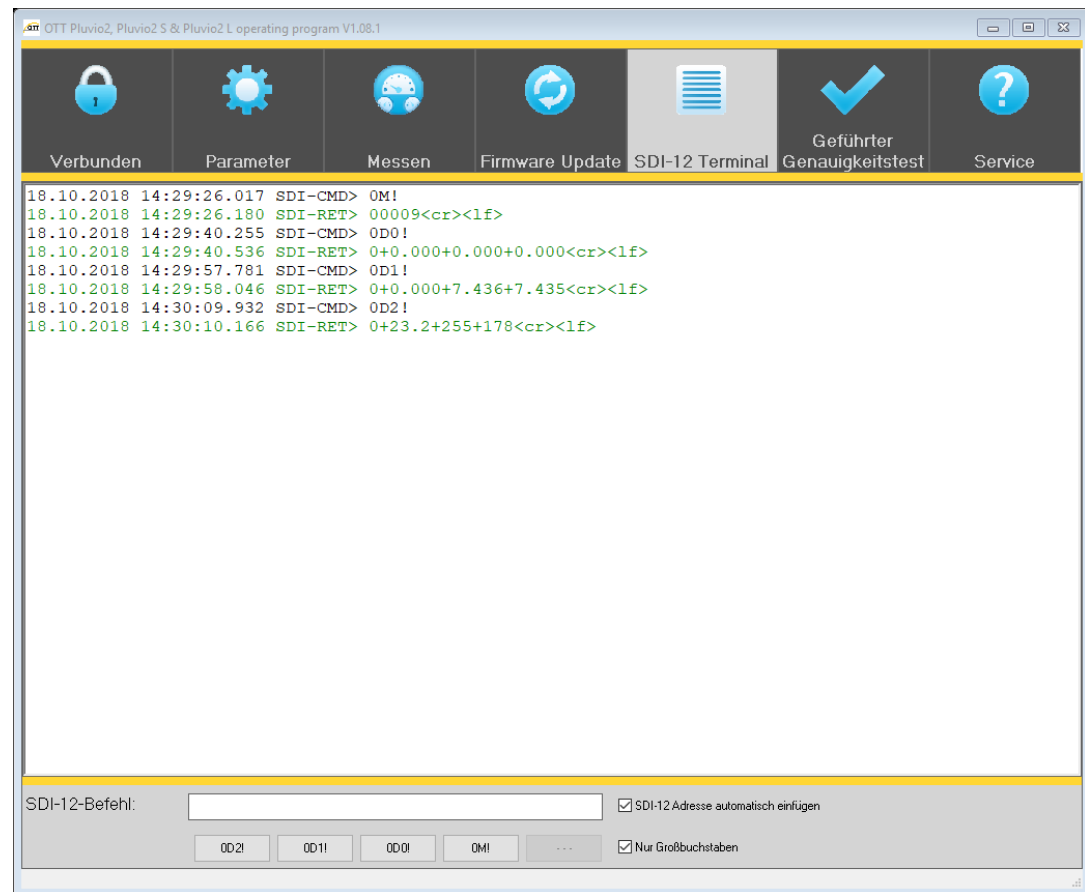 OTT OTT Pluvio2, Pluvio2 S & Pluvio2 L operating program V1.08.1
1
Verbunden
Parameter
Messen
Firmware Update
SDI-12 Terminal
Geführter
Genauigkeitstest
?
Service
18.10.2018 14:29:26.017 SDI-CMD> 0M!
18.10.2018 14:29:26.180 SDI-RET> 00009<cr><lf>
18.10.2018 14:29:40.255 SDI-CMD> 0D0!
18.10.2018 14:29:40.536 SDI-RET> 0+0.000+0.000+0.000<cr><lf>
18.10.2018 14:29:57.781 SDI-CMD> 0D1!
18.10.2018 14:29:58.046 SDI-RET> 0+0.000+7.436+7.435<cr><lf>
18.10.2018 14:30:09.932 SDI-CMD> 0D2!
18.10.2018 14:30:10.166 SDI-RET> 0+23.2+255+178<cr><lf>
SDI-12-Befehl:
SDI-12 Adresse automatisch einfügen
0D2! 0D1! 0D0! 0M! ---
Nur Großbuchstaben